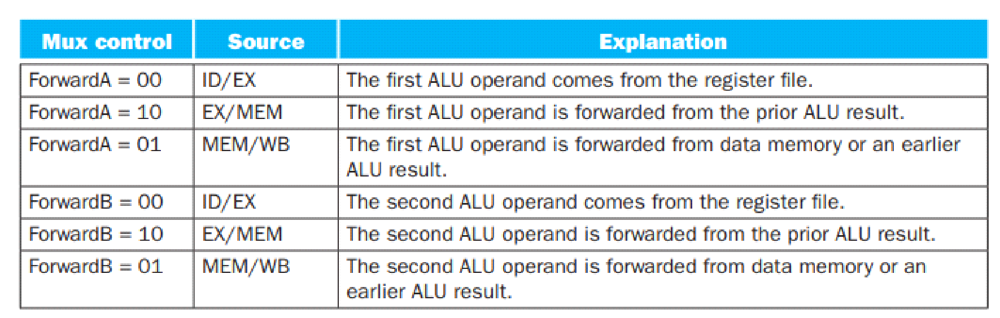 Mux control Source Explanation
ForwardA = 00 ID/EX The first ALU operand comes from the register file.
ForwardA = 10 EX/MEM The first ALU operand is forwarded from the prior ALU result.
ForwardA = 01 MEM/WB The first ALU operand is forwarded from data memory or an earlier
ALU result.
ForwardB = 00 ID/EX The second ALU operand comes from the register file.
ForwardB = 10 EX/MEM The second ALU operand is forwarded from the prior ALU result.
ForwardB = 01 MEM/WB The second ALU operand is forwarded from data memory or an
earlier ALU result.